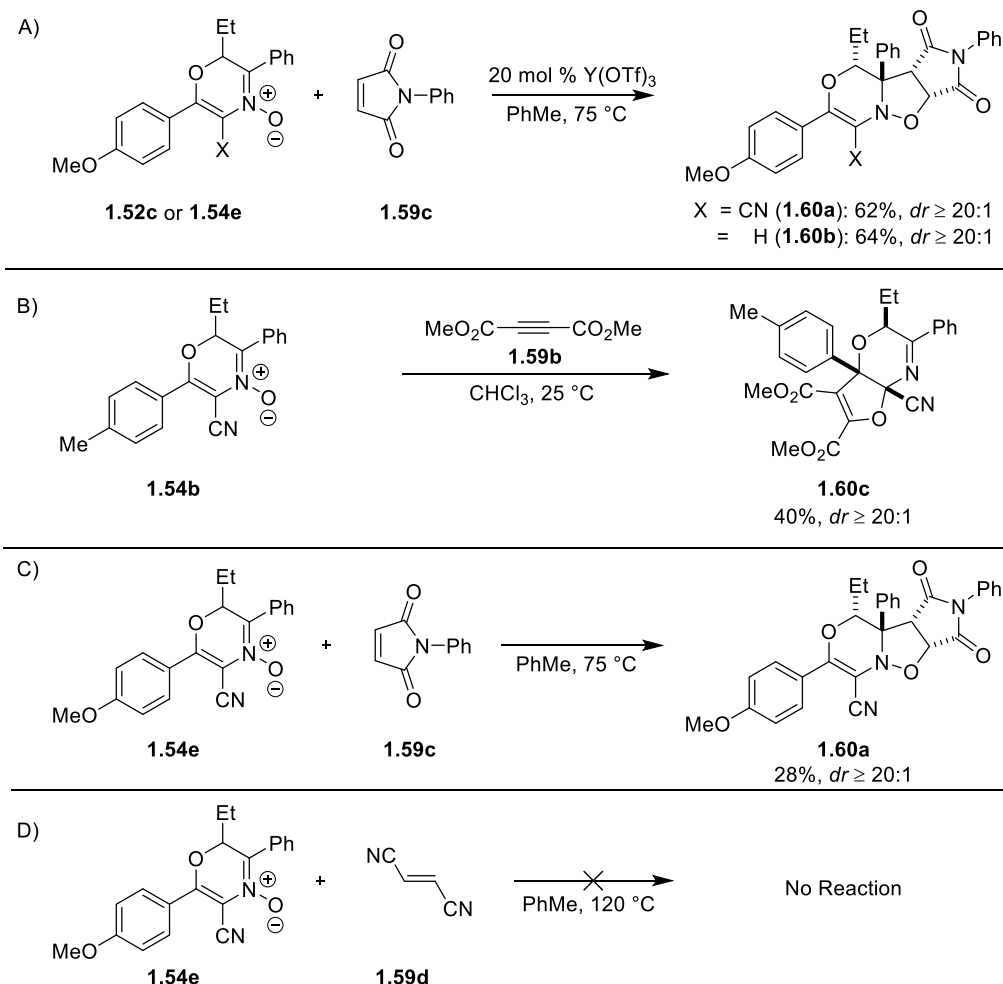 A)
Et
Ph
O
N
⊕
O
⊖
X
MeO
1.52c or 1.54e
+
O
N
Ph
O
1.59c
20 mol % Y(OTf)3
PhMe, 75 °C
Et
Ph
O
N
Ph
O
O
N
O
X
MeO
X = CN (1.60a): 62%, dr ≥ 20:1
= H (1.60b): 64%, dr ≥ 20:1
B)
Et
Ph
O
N
⊕
O
⊖
CN
Me
1.54b
MeO2C
CO2Me
1.59b
CHCl3, 25 °C
Et
Me
O
Ph
N
MeO2C
CN
O
MeO2C
1.60c
40%, dr ≥ 20:1
C)
Et
Ph
O
N
⊕
O
⊖
CN
MeO
1.54e
+
O
N
Ph
O
1.59c
PhMe, 75 °C
Et
Ph
O
N
Ph
O
O
N
O
CN
MeO
1.60a
28%, dr ≥ 20:1
D)
Et
Ph
O
N
⊕
O
⊖
CN
MeO
1.54e
+
NC
CN
1.59d
PhMe, 120 °C
No Reaction